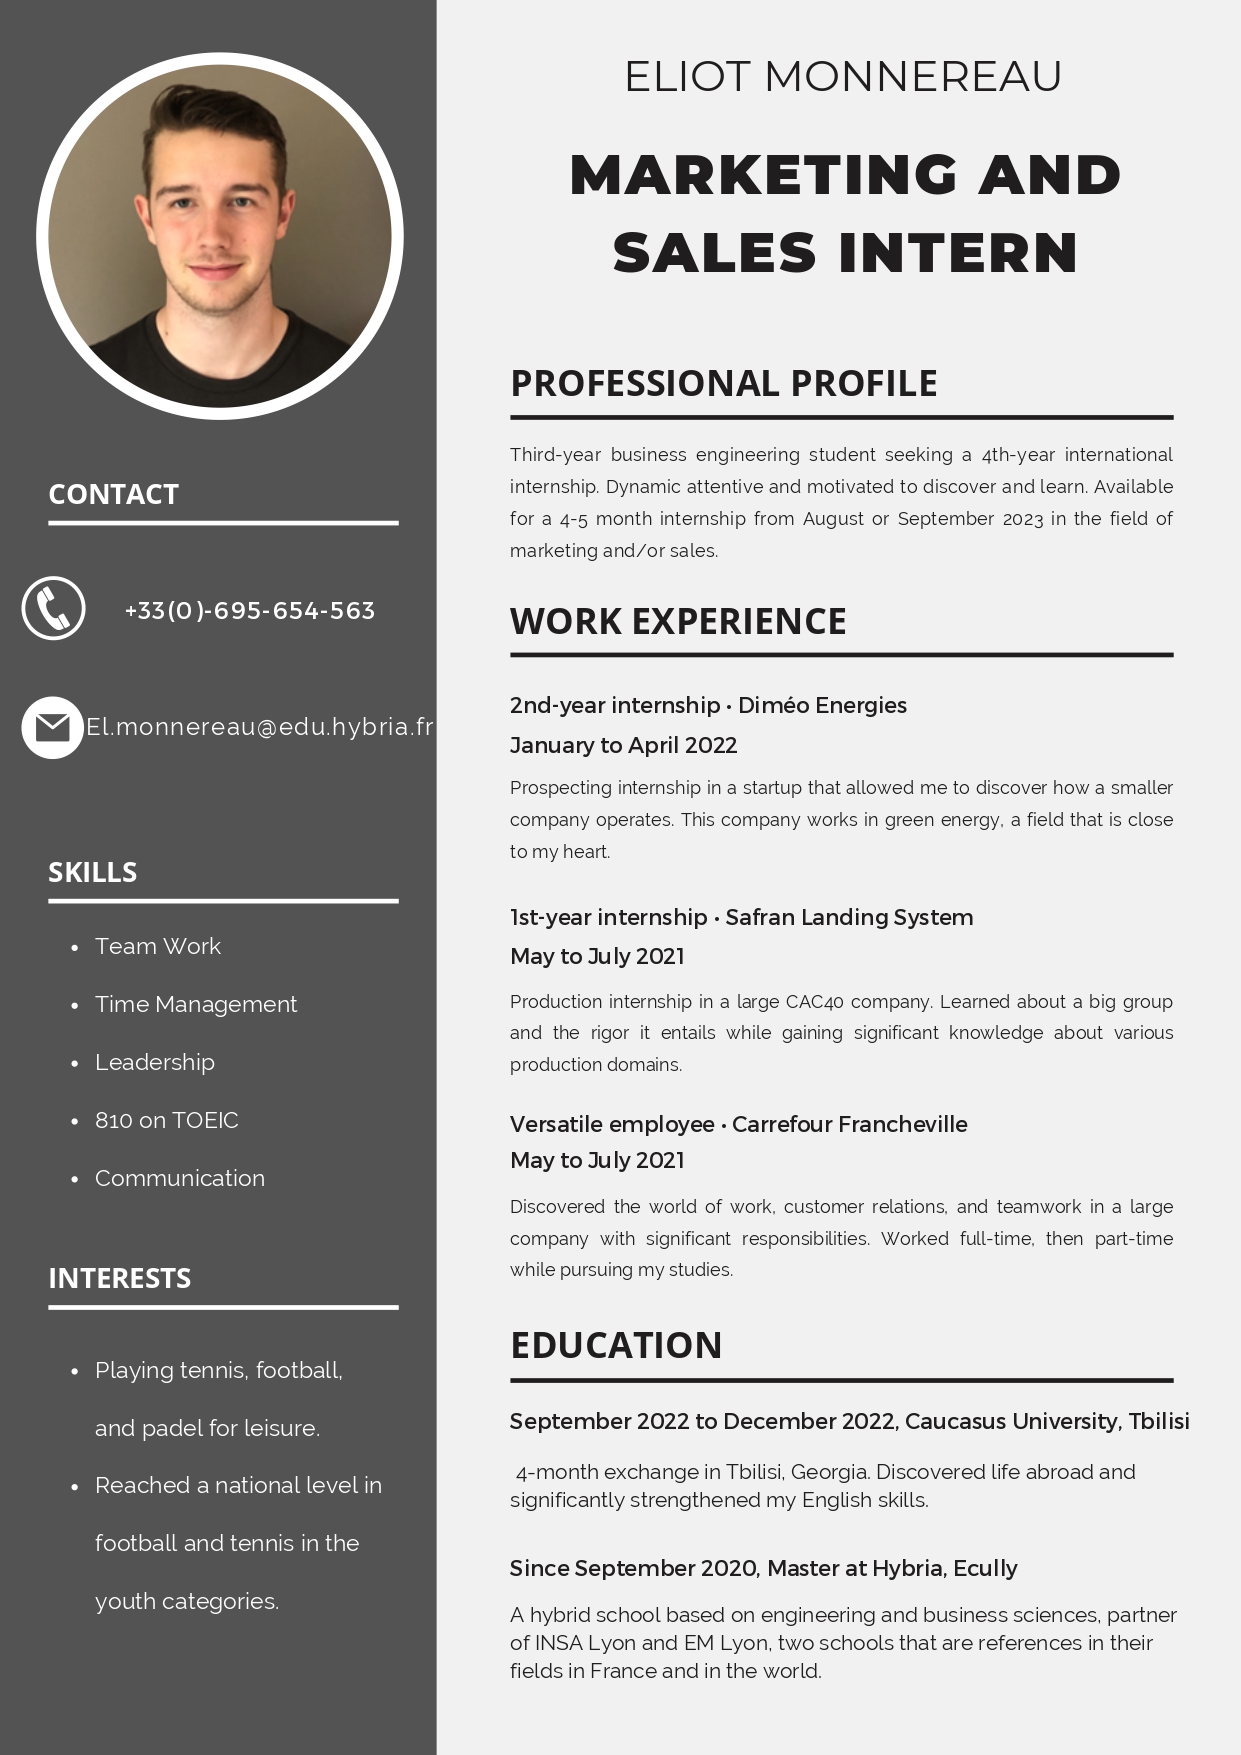 ELIOT MONNEREAU
MARKETING AND
SALES INTERN
CONTACT
+33(0)-695-654-563
El.monnereau@edu.hybria.fr
SKILLS
• Team Work
• Time Management
• Leadership
• 810 on TOEIC
• Communication
INTERESTS
• Playing tennis, football,
and padel for leisure.
• Reached a national level in
football and tennis in the
youth categories.
PROFESSIONAL PROFILE
Third-year business engineering student seeking a 4th-year international
internship. Dynamic attentive and motivated to discover and learn. Available
for a 4-5 month internship from August or September 2023 in the field of
marketing and/or sales.
WORK EXPERIENCE
2nd-year internship • Diméo Energies
January to April 2022
Prospecting internship in a startup that allowed me to discover how a smaller
company operates. This company works in green energy, a field that is close
to my heart.
1st-year internship • Safran Landing System
May to July 2021
Production internship in a large CAC40 company. Learned about a big group
and the rigor it entails while gaining significant knowledge about various
production domains.
Versatile employee • Carrefour Francheville
May to July 2021
Discovered the world of work, customer relations, and teamwork in a large
company with significant responsibilities. Worked full-time, then part-time
while pursuing my studies.
EDUCATION
September 2022 to December 2022, Caucasus University, Tbilisi
4-month exchange in Tbilisi, Georgia. Discovered life abroad and
significantly strengthened my English skills.
Since September 2020, Master at Hybria, Ecully
A hybrid school based on engineering and business sciences, partner
of INSA Lyon and EM Lyon, two schools that are references in their
fields in France and in the world.